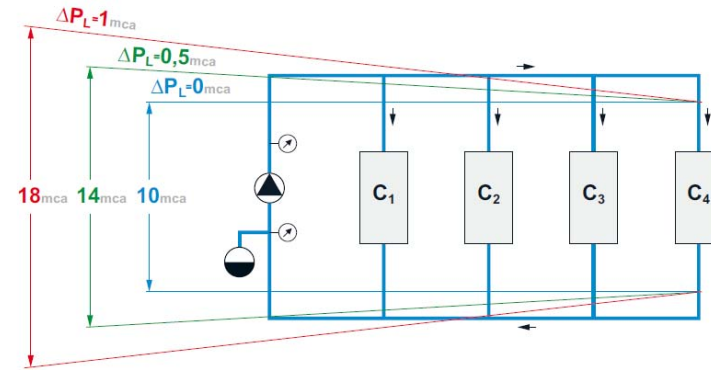 ΔPL=1mca
ΔPL=0,5mca
ΔPL=0mca
18mca 14mca 10mca
C1 C2 C3 C4